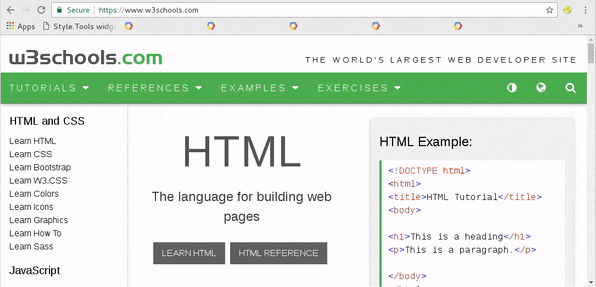 Secure https://www.w3schools.com
Apps Bookmarks Style.Tools widg
w3schools.com
THE WORLD'S LARGEST WEB DEVELOPER SITE
TUTORIALS REFERENCES EXAMPLES EXERCISES
HTML and CSS
Learn HTML
Learn CSS
Learn Bootstrap
Learn W3.CSS
Learn Colors
Learn Icons
Learn Graphics
Learn How To
Learn Sass
JavaScript
HTML
The language for building web
pages
LEARN HTML HTML REFERENCE
HTML Example:
<!DOCTYPE html>
<html>
<title>HTML Tutorial</title>
<body>
<h1>This is a heading</h1>
<p>This is a paragraph.</p>
</body>